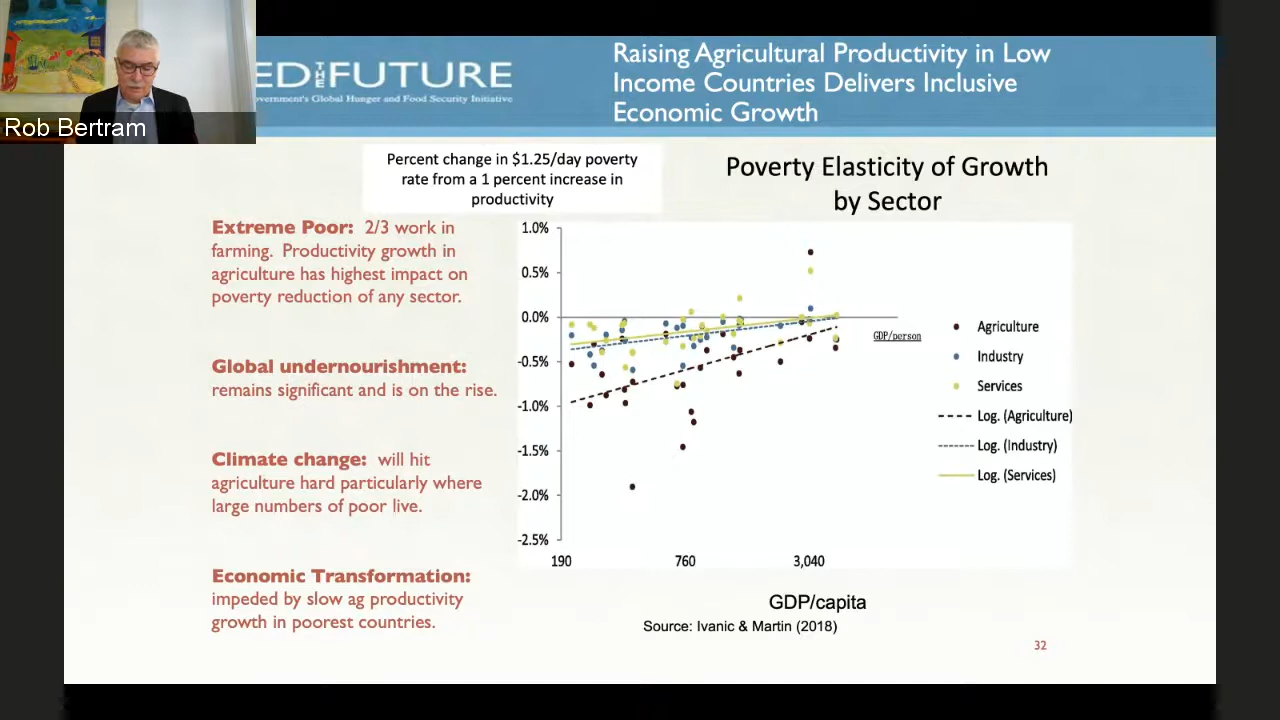 Rob Bertram
ED THE FUTURE
vernment's Global Hunger and Food Security Initiative
Raising Agricultural Productivity in Low
Income Countries Delivers Inclusive
Economic Growth
Percent change in $1.25/day poverty
rate from a 1 percent increase in
productivity
Poverty Elasticity of Growth
by Sector
Extreme Poor: 2/3 work in
farming. Productivity growth in
agriculture has highest impact on
poverty reduction of any sector.
Global undernourishment:
remains significant and is on the rise.
Climate change: will hit
agriculture hard particularly where
large numbers of poor live.
Economic Transformation:
impeded by slow ag productivity
growth in poorest countries.
1.0%
0.5%
0.0%
-0.5%
-1.0%
-1.5%
-2.0%
-2.5%
190
760
3,040
GDP/person
Agriculture
Industry
Services
Log. (Agriculture)
Log. (Industry)
Log. (Services)
GDP/capita
Source: Ivanic & Martin (2018)
32